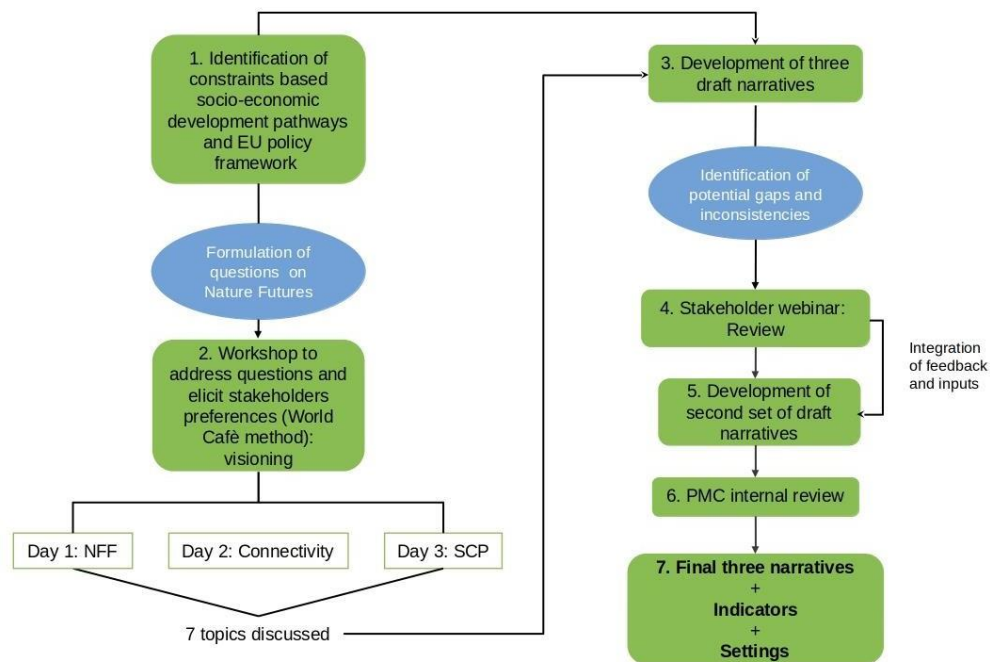 1. Identification of
constraints based
socio-economic
development pathways
and EU policy
framework
Formulation of
questions on
Nature Futures
2. Workshop to
address questions and
elicit stakeholders
preferences (World
Cafè method):
visioning
Day 1: NFF
Day 2: Connectivity
Day 3: SCP
7 topics discussed
3. Development of three
draft narratives
Identification of
potential gaps and
inconsistencies
4. Stakeholder webinar:
Review
Integration
of feedback
and inputs
5. Development of
second set of draft
narratives
6. PMC internal review
7. Final three narratives
+
Indicators
+
Settings